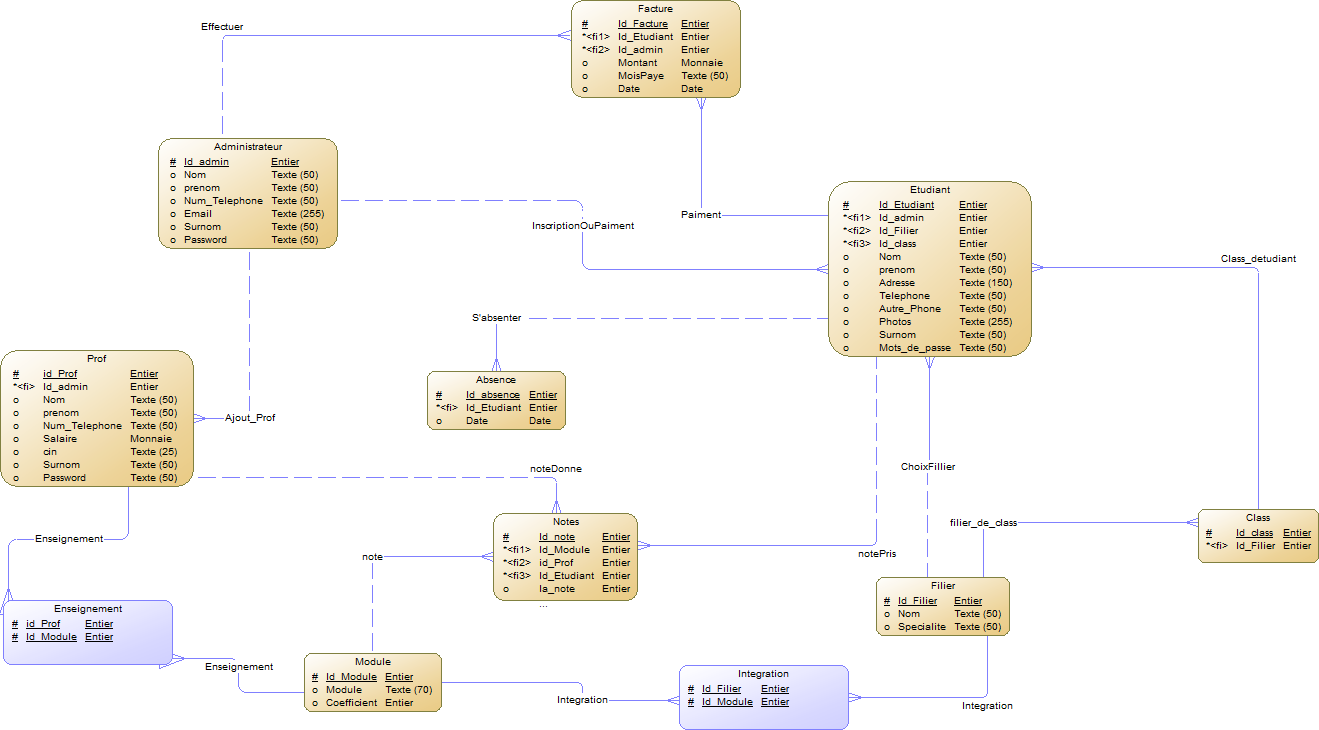 Facture
# Id_Facture Entier
*<fi1> Id_Etudiant Entier
*<fi2> Id_admin Entier
o Montant Monnaie
o MoisPaye Texte (50)
o Date Date
Effectuer
Administrateur
# Id_admin Entier
o Nom Texte (50)
o prenom Texte (50)
o Num_Telephone Texte (50)
o Email Texte (255)
o Surnom Texte (50)
o Password Texte (50)
InscriptionOuPaiment
Paiment
Etudiant
# Id_Etudiant Entier
*<fi1> Id_admin Entier
*<fi2> Id_Filier Entier
*<fi3> Id_class Entier
o Nom Texte (50)
o prenom Texte (50)
o Adresse Texte (150)
o Telephone Texte (50)
o Autre_Phone Texte (50)
o Photos Texte (255)
o Surnom Texte (50)
o Mots_de_passe Texte (50)
Class_detudiant
S'absenter
Absence
# Id_absence Entier
*<fi> Id_Etudiant Entier
o Date Date
Prof
# id_Prof Entier
*<fi> Id_admin Entier
o Nom Texte (50)
o prenom Texte (50)
o Num_Telephone Texte (50)
o Salaire Monnaie
o cin Texte (25)
o Surnom Texte (50)
o Password Texte (50)
Ajout_Prof
noteDonne
ChoixFillier
Notes
# Id_note Entier
*<fi1> Id_Module Entier
*<fi2> id_Prof Entier
*<fi3> Id_Etudiant Entier
o la_note Entier
...
filier_de_class
Class
# Id_class Entier
*<fi> Id_Filier Entier
Enseignement
note
notePris
Filier
# Id_Filier Entier
o Nom Texte (50)
o Specialite Texte (50)
Enseignement
# id_Prof Entier
# Id_Module Entier
Enseignement
Module
# Id_Module Entier
o Module Texte (70)
o Coefficient Entier
Integration
Integration
# Id_Filier Entier
# Id_Module Entier
Integration